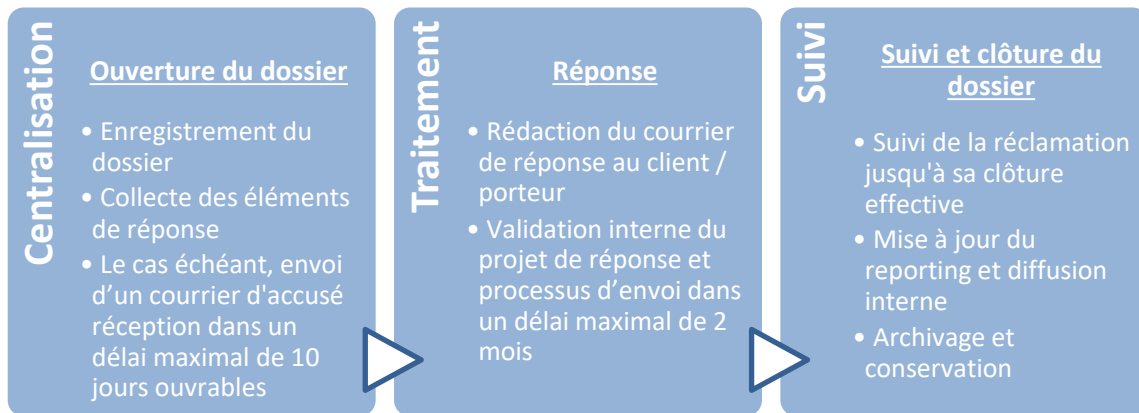 Centralisation
Ouverture du dossier
• Enregistrement du
dossier
• Collecte des éléments
de réponse
• Le cas échéant, envoi
d’un courrier d'accusé
réception dans un
délai maximal de 10
jours ouvrables
Traitement
Réponse
• Rédaction du courrier
de réponse au client /
porteur
• Validation interne du
projet de réponse et
processus d’envoi dans
un délai maximal de 2
mois
Suivi
Suivi et clôture du
dossier
• Suivi de la réclamation
jusqu'à sa clôture
effective
• Mise à jour du
reporting et diffusion
interne
• Archivage et
conservation